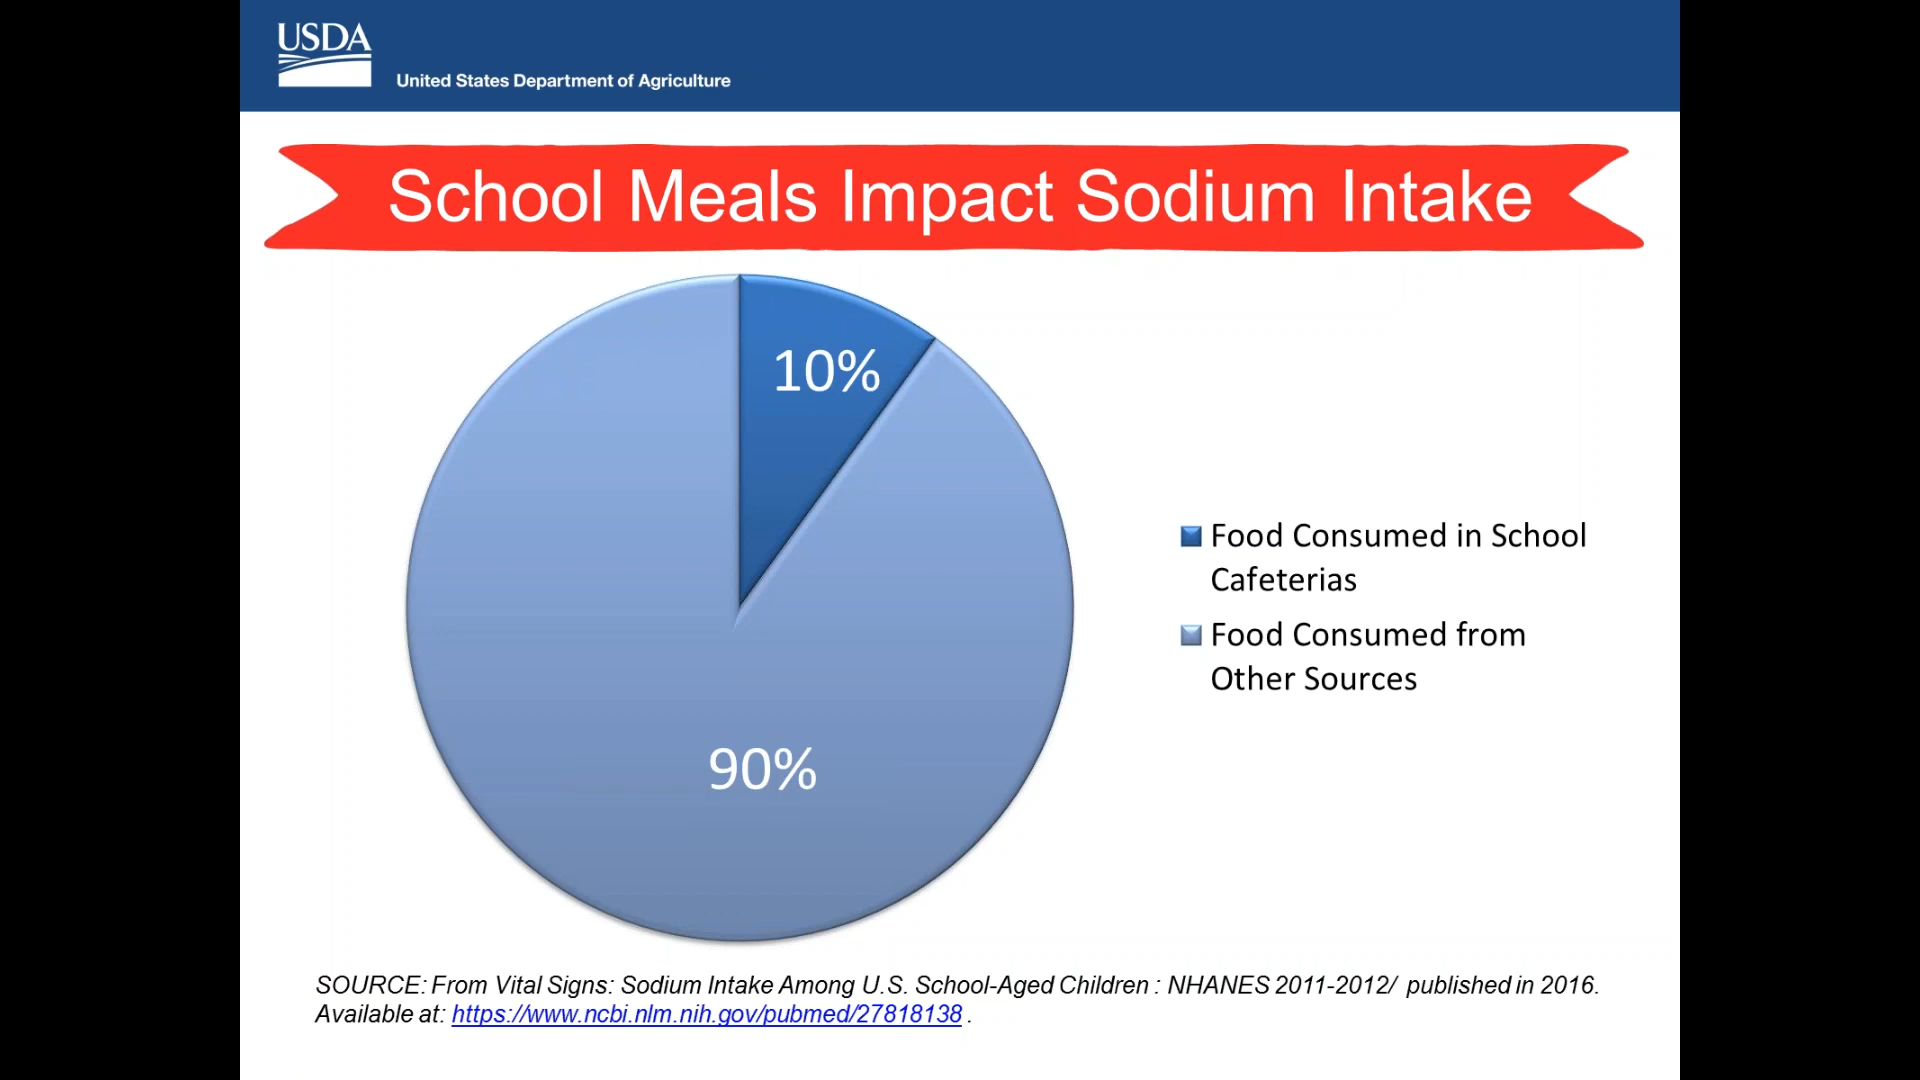 USDA
United States Department of Agriculture
School Meals Impact Sodium Intake
10%
90%
Food Consumed in School
Cafeterias
Food Consumed from
Other Sources
SOURCE: From Vital Signs: Sodium Intake Among U.S. School-Aged Children : NHANES 2011-2012/ published in 2016.
Available at: https://www.ncbi.nlm.nih.gov/pubmed/27818138 .